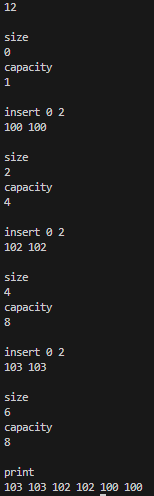 12
size
0
capacity
1
insert 0 2
100 100
size
2
capacity
4
insert 0 2
102 102
size
4
capacity
8
insert 0 2
103 103
size
6
capacity
8
print
103 103 102 102 100 100